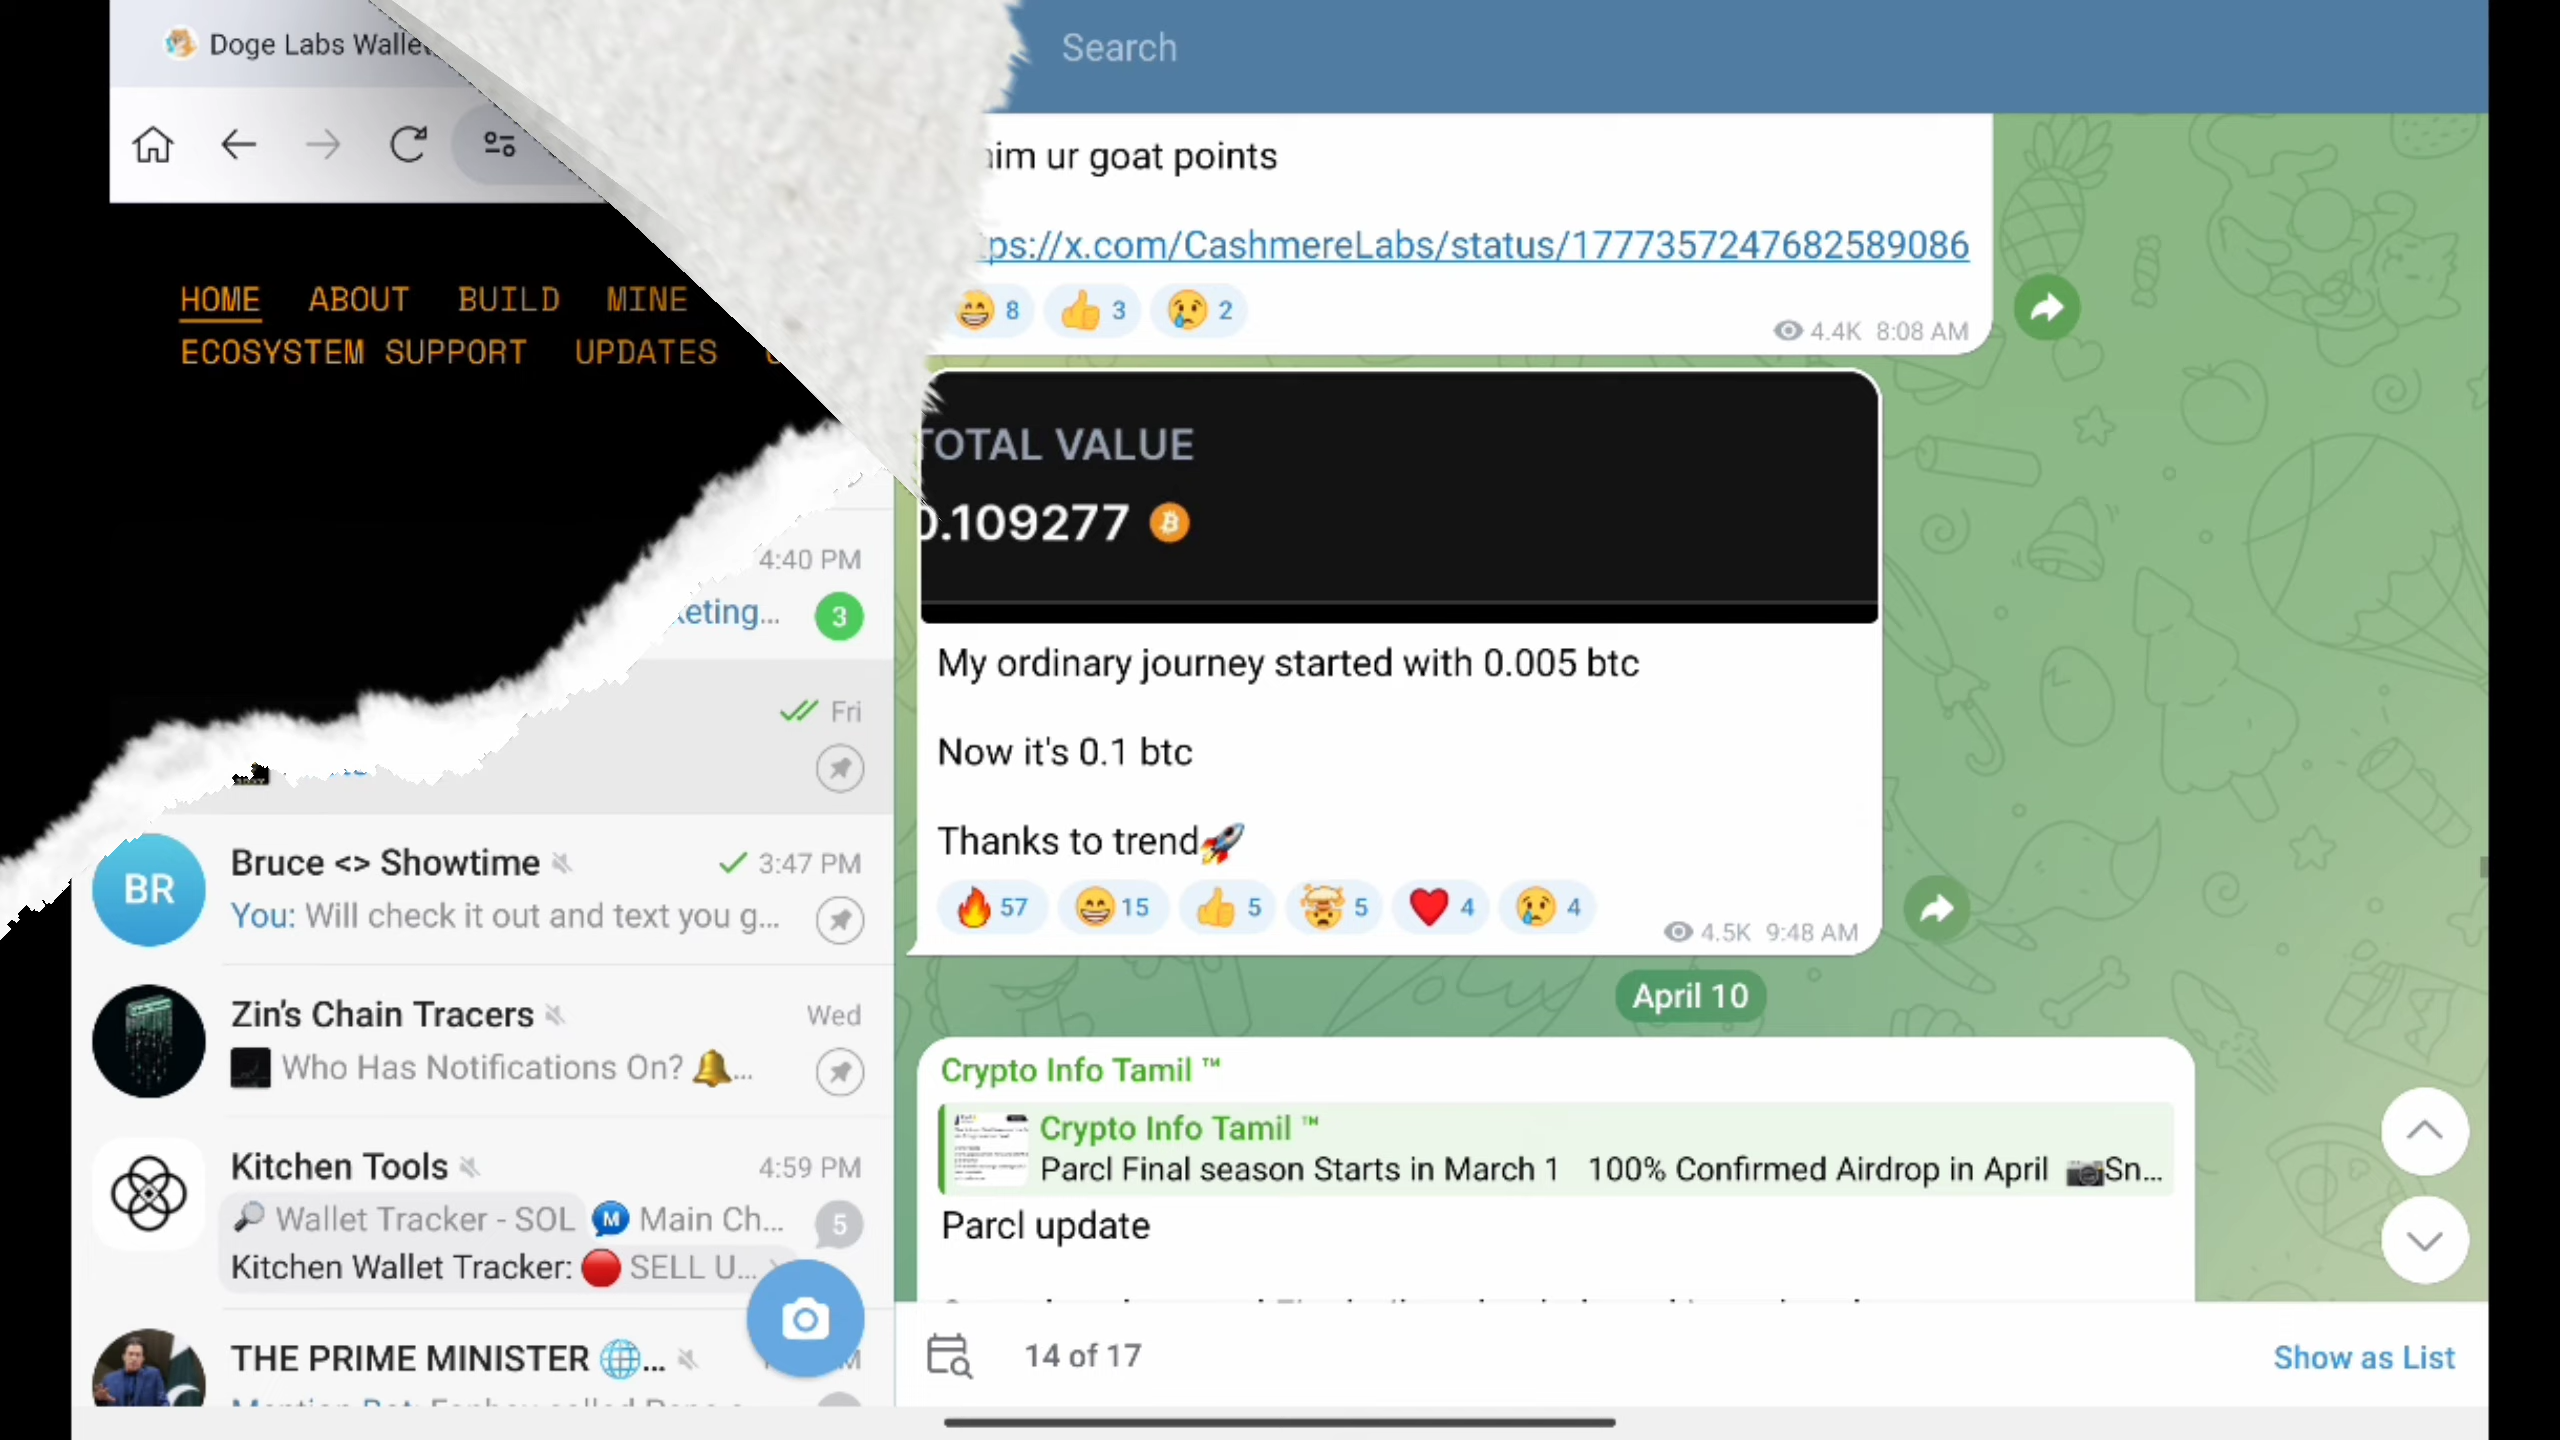 Doge Labs Wallet
HOME ABOUT BUILD MINE
ECOSYSTEM SUPPORT UPDATES
4:40 PM
3
Fri
BR
Bruce <> Showtime
3:47 PM
You: Will check it out and text you g...
Zin's Chain Tracers
Wed
Who Has Notifications On? 🔔...
Kitchen Tools
4:59 PM
Wallet Tracker - SOL M Main Ch...
5
Kitchen Wallet Tracker: 🔴 SELL U...
THE PRIME MINISTER 🌐...
Search
ur goat points
ps://x.com/CashmereLabs/status/1777357247682589086
😁 8 👍 3 😢 2
4.4K 8:08 AM
TOTAL VALUE
0.109277
My ordinary journey started with 0.005 btc
Now it's 0.1 btc
Thanks to trend🚀
🔥 57 😁 15 👍 5 🤯 5 ❤️ 4 😢 4
4.5K 9:48 AM
April 10
Crypto Info Tamil ™
Crypto Info Tamil ™
Parcl Final season Starts in March 1 100% Confirmed Airdrop in April 📷Sn...
Parcl update
14 of 17
Show as List